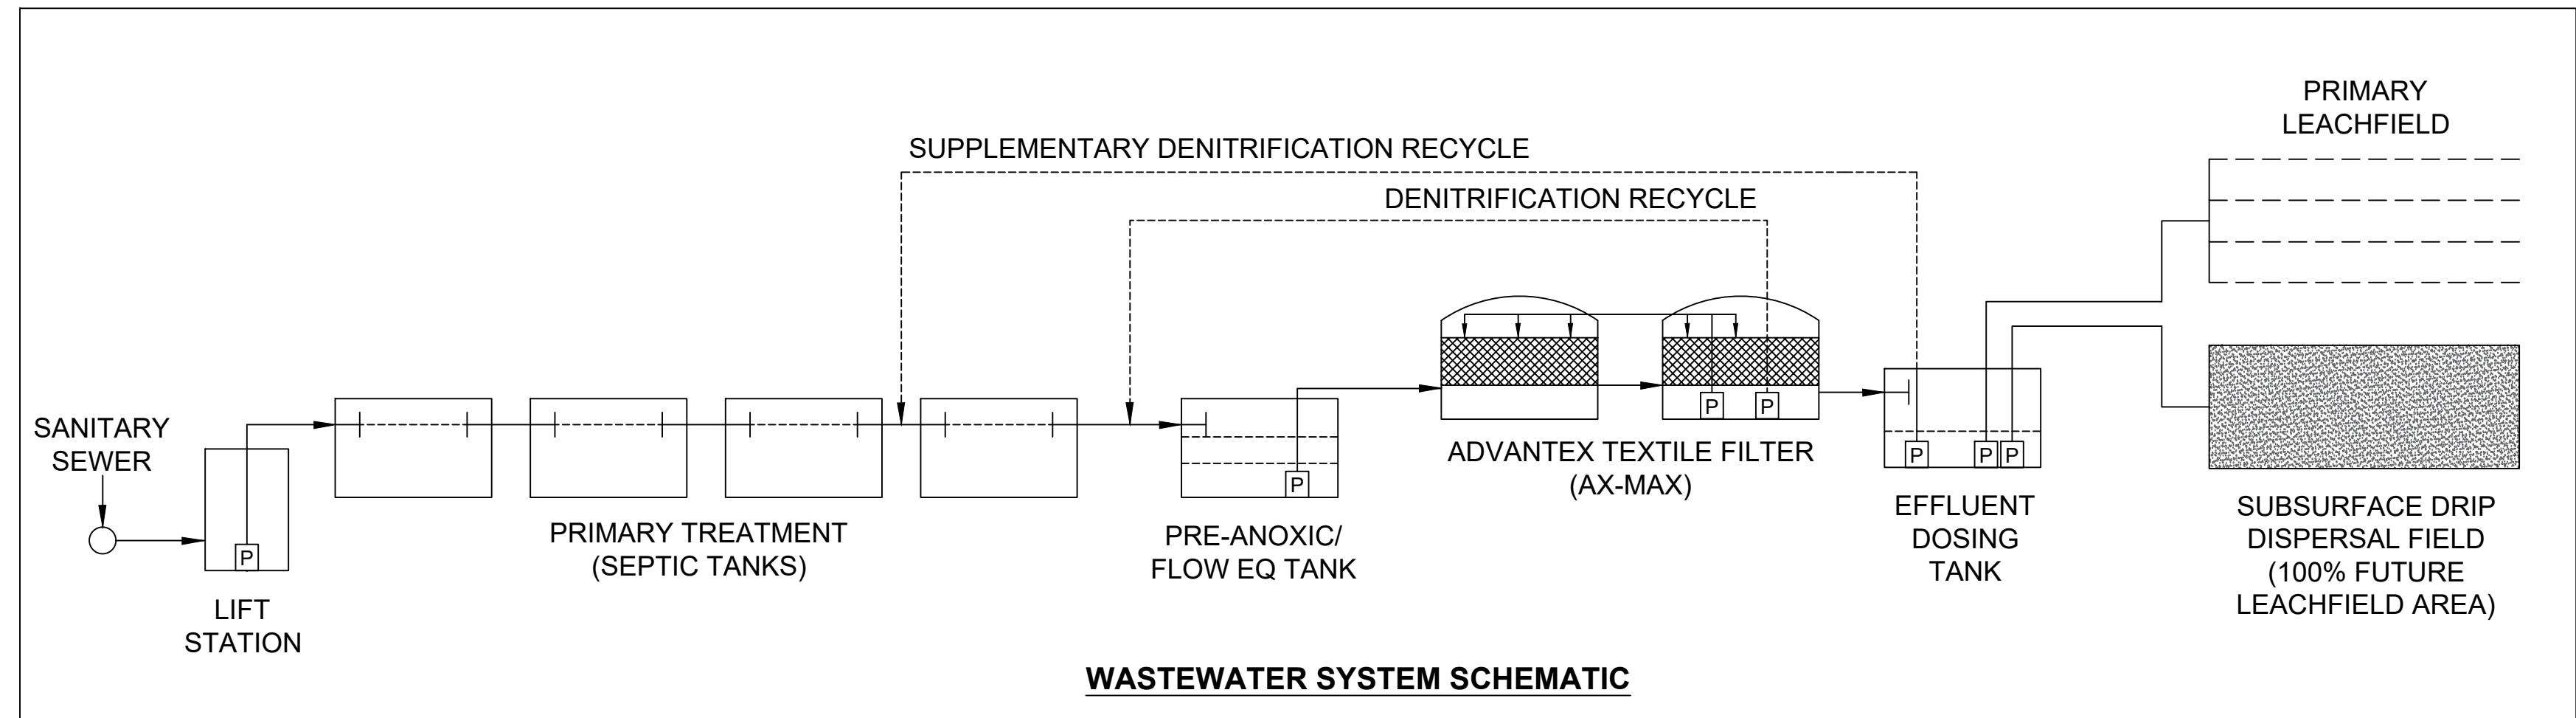 PRIMARY
LEACHFIELD
SUPPLEMENTARY DENITRIFICATION RECYCLE
DENITRIFICATION RECYCLE
SANITARY
SEWER
P
LIFT
STATION
PRIMARY TREATMENT
(SEPTIC TANKS)
P
PRE-ANOXIC/
FLOW EQ TANK
P
P
ADVANTEX TEXTILE FILTER
(AX-MAX)
P
P
P
EFFLUENT
DOSING
TANK
SUBSURFACE DRIP
DISPERSAL FIELD
(100% FUTURE
LEACHFIELD AREA)
WASTEWATER SYSTEM SCHEMATIC